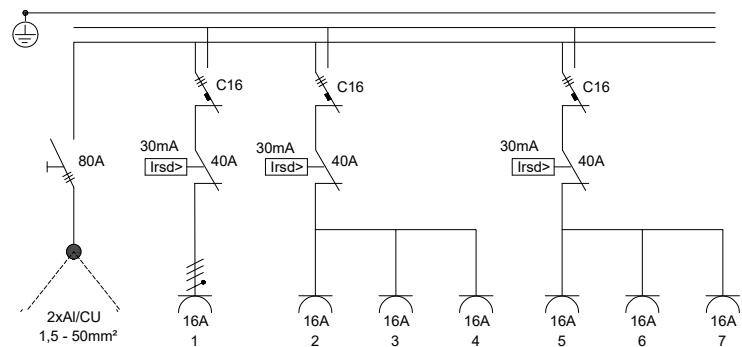 C16
C16
C16
30mA
30mA
30mA
80A
Irsd>
40A
Irsd>
40A
Irsd>
40A
2xAl/CU
1,5 - 50mm²
16A
16A
16A
16A
16A
16A
16A
1
2
3
4
5
6
7